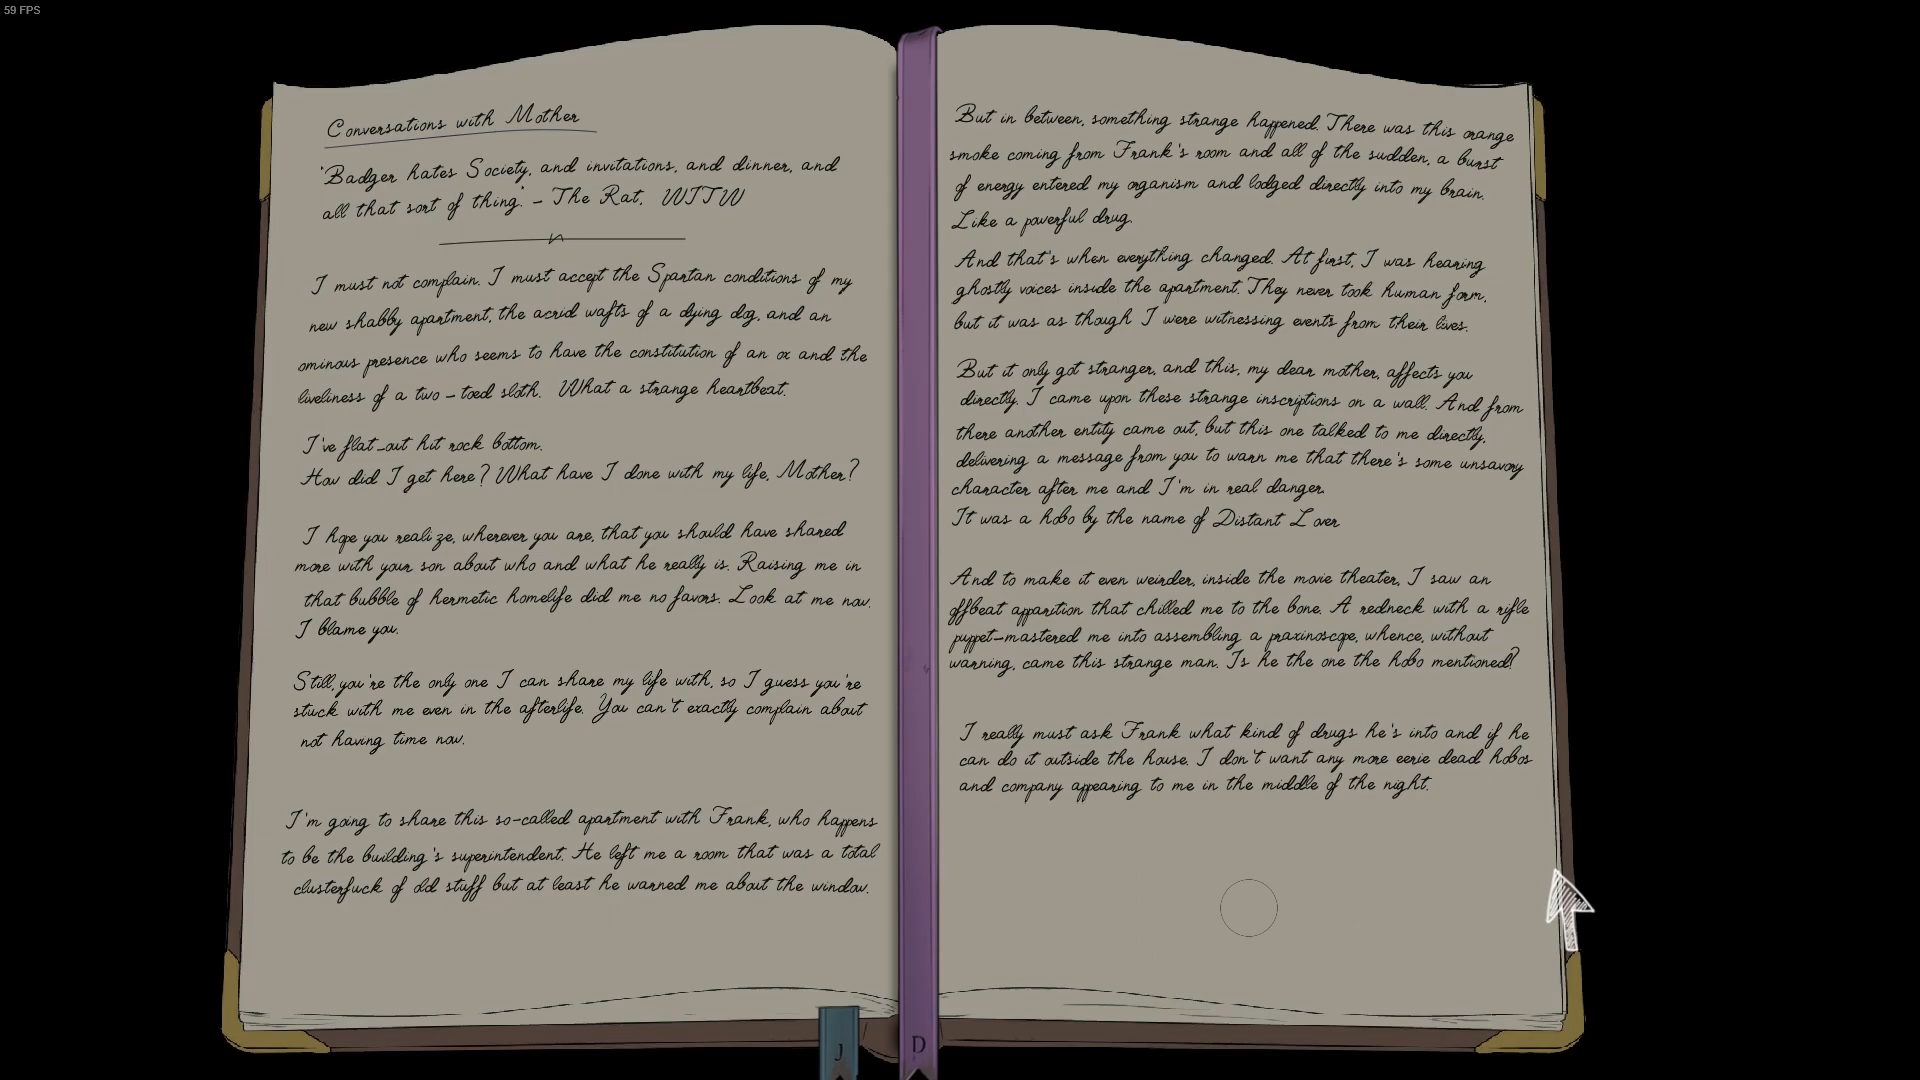 59 FPS
Conversations with Mother
'Badger hates Society, and invitations, and dinner, and
all that sort of thing.' - The Rat, WITW
I must not complain. I must accept the Spartan conditions of my
new shabby apartment, the acrid wafts of a dying dog, and an
ominous presence who seems to have the constitution of an ox and the
liveliness of a two-toed sloth. What a strange heartbeat.
I've flat-out hit rock bottom.
How did I get here? What have I done with my life, Mother?
I hope you realize, wherever you are, that you should have shared
more with your son about who and what he really is. Raising me in
that bubble of hermetic homelife did me no favors. Look at me now.
I blame you.
Still, you're the only one I can share my life with, so I guess you're
stuck with me even in the afterlife. You can't exactly complain about
not having time now.
I'm going to share this so-called apartment with Frank, who happens
to be the building's superintendent. He left me a room that was a total
clusterfuck of old stuff but at least he warned me about the window.
But in between, something strange happened. There was this orange
smoke coming from Frank's room and all of the sudden, a burst
of energy entered my organism and lodged directly into my brain.
Like a powerful drug.
And that's when everything changed. At first, I was hearing
ghostly voices inside the apartment. They never took human form,
but it was as though I were witnessing events from their lives.
But it only got stranger, and this, my dear mother, affects you
directly. I came upon these strange inscriptions on a wall. And from
there another entity came out, but this one talked to me directly,
delivering a message from you to warn me that there's some unsavory
character after me and I'm in real danger.
It was a hobo by the name of Distant Lover
And to make it even weirder, inside the movie theater, I saw an
offbeat apparition that chilled me to the bone. A redneck with a rifle
puppet-mastered me into assembling a praxinoscope, whence, without
warning, came this strange man. Is he the one the hobo mentioned?
I really must ask Frank what kind of drugs he's into and if he
can do it outside the house. I don't want any more eerie dead hobos
and company appearing to me in the middle of the night.
J
D